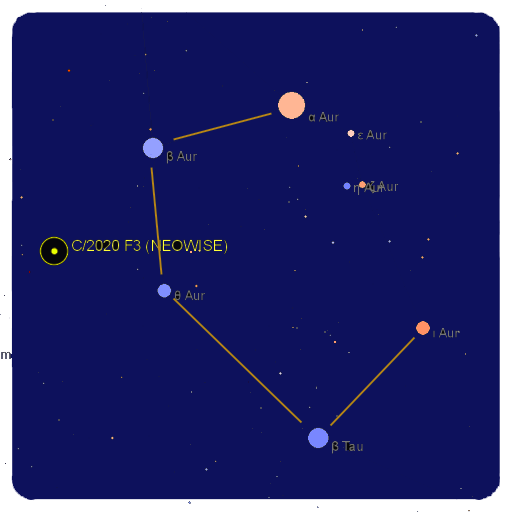 α Aur
ε Aur
β Aur
η Aur
ζ Aur
C/2020 F3 (NEOWISE)
θ Aur
ι Aur
m
β Tau